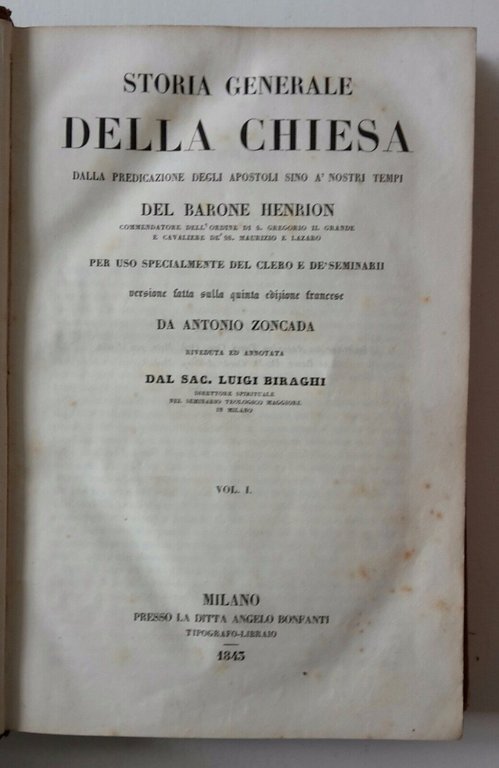 STORIA GENERALE
DELLA CHIESA
DALLA PREDICAZIONE DEGLI APOSTOLI SINO A' NOSTRI TEMPI
DEL BARONE HENRION
COMMENDATORE DELL'ORDINE DI S. GREGORIO IL GRANDE
E CAVALIERE DE' SS. MAURIZIO E LAZARO
PER USO SPECIALMENTE DEL CLERO E DE' SEMINARII
versione fatta sulla quinta edizione francese
DA ANTONIO ZONCADA
RIVEDUTA ED ANNOTATA
DAL SAC. LUIGI BIRAGHI
DIRETTORE SPIRITUALE
NEL SEMINARIO TEOLOGICO MAGGIORE
IN MILANO
VOL. I.
MILANO
PRESSO LA DITTA ANGELO BONFANTI
TIPOGRAFO-LIBRAIO
1843